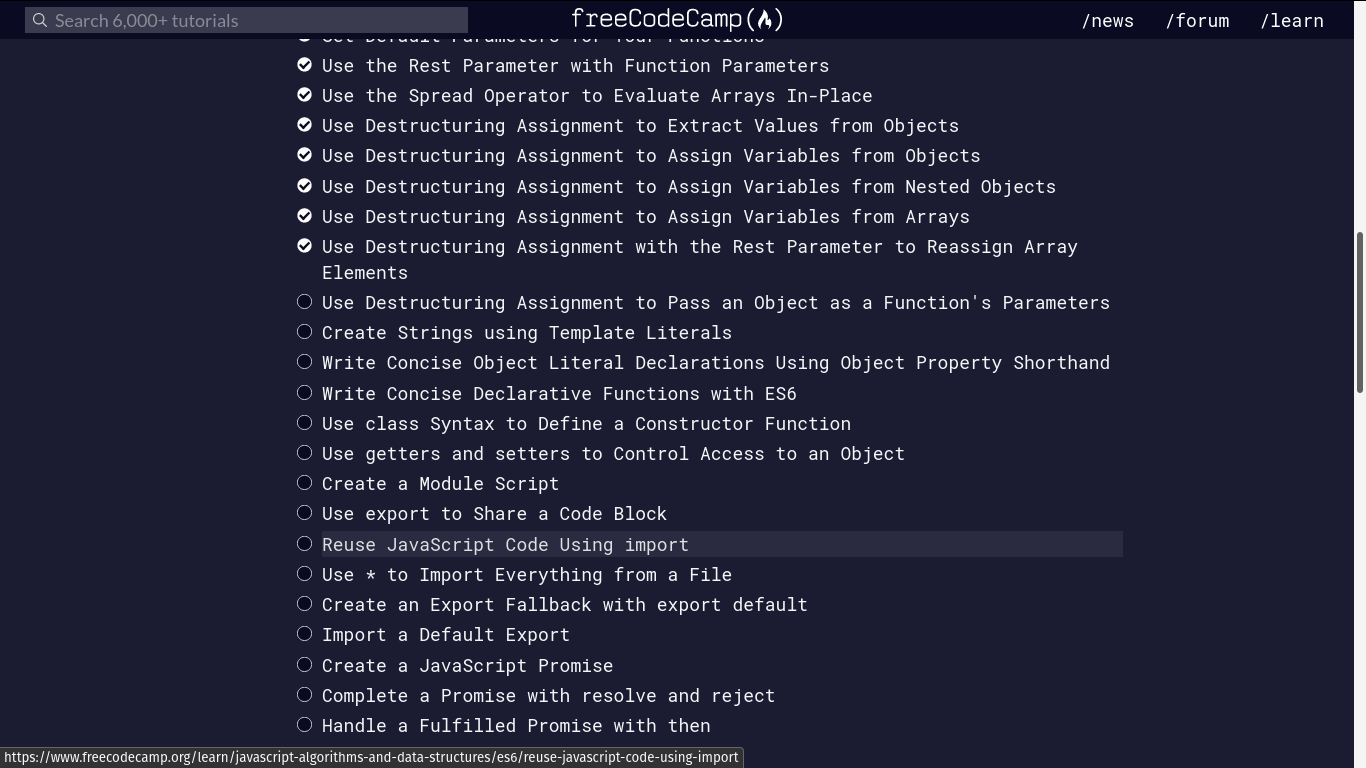 Search 6,000+ tutorials
freeCodeCamp(🔥)
/news
/forum
/learn
Set Default Parameters for Your Functions
Use the Rest Parameter with Function Parameters
Use the Spread Operator to Evaluate Arrays In-Place
Use Destructuring Assignment to Extract Values from Objects
Use Destructuring Assignment to Assign Variables from Objects
Use Destructuring Assignment to Assign Variables from Nested Objects
Use Destructuring Assignment to Assign Variables from Arrays
Use Destructuring Assignment with the Rest Parameter to Reassign Array
Elements
Use Destructuring Assignment to Pass an Object as a Function's Parameters
Create Strings using Template Literals
Write Concise Object Literal Declarations Using Object Property Shorthand
Write Concise Declarative Functions with ES6
Use class Syntax to Define a Constructor Function
Use getters and setters to Control Access to an Object
Create a Module Script
Use export to Share a Code Block
Reuse JavaScript Code Using import
Use * to Import Everything from a File
Create an Export Fallback with export default
Import a Default Export
Create a JavaScript Promise
Complete a Promise with resolve and reject
Handle a Fulfilled Promise with then
https://www.freecodecamp.org/learn/javascript-algorithms-and-data-structures/es6/reuse-javascript-code-using-import